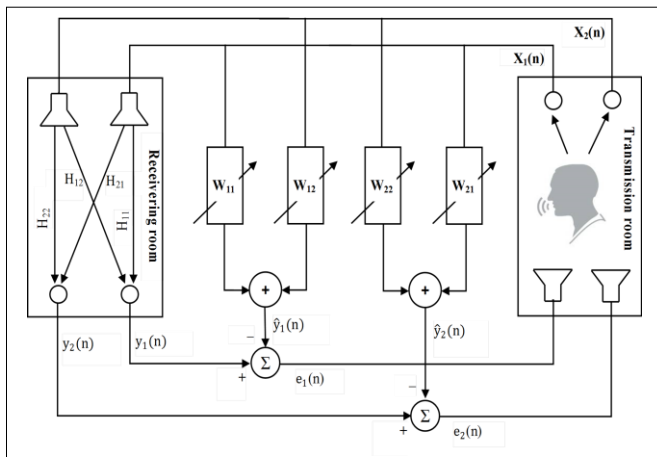 X₂(n)
X₁(n)
Receivering room
H₂₂
H₁₂
H₂₁
H₁₁
W₁₁
W₁₂
W₂₂
W₂₁
Transmission room
+
+
ŷ₁(n)
ŷ₂(n)
y₂(n)
y₁(n)
−
+
Σ
e₁(n)
−
+
Σ
e₂(n)